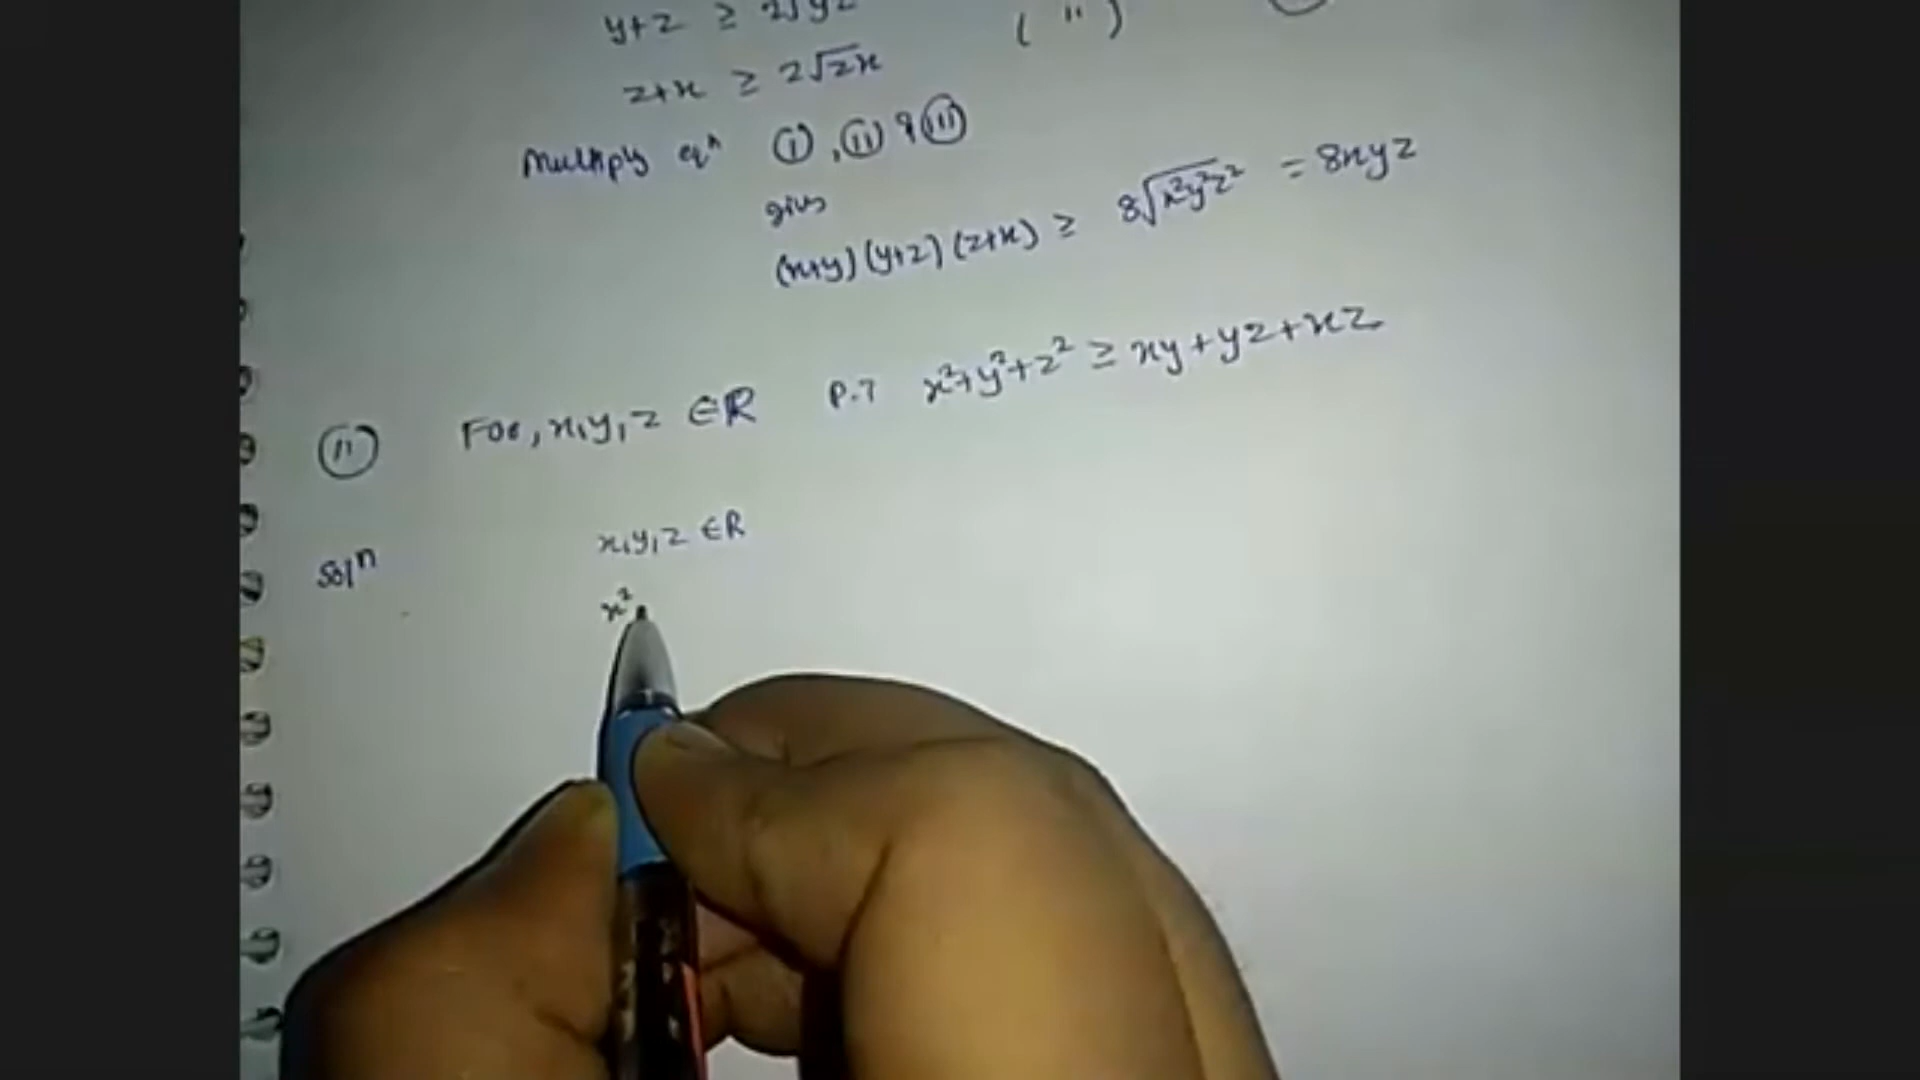 y+z ≥ 2√yz
z+x ≥ 2√zx ( " )
Multiply eqⁿ (i), (ii) & (iii)
gives
(x+y)(y+z)(z+x) ≥ 8√x²y²z² = 8xyz
(ii) For, x,y,z ∈ R P.T x²+y²+z² ≥ xy+yz+xz
Solⁿ x,y,z ∈ R
x²